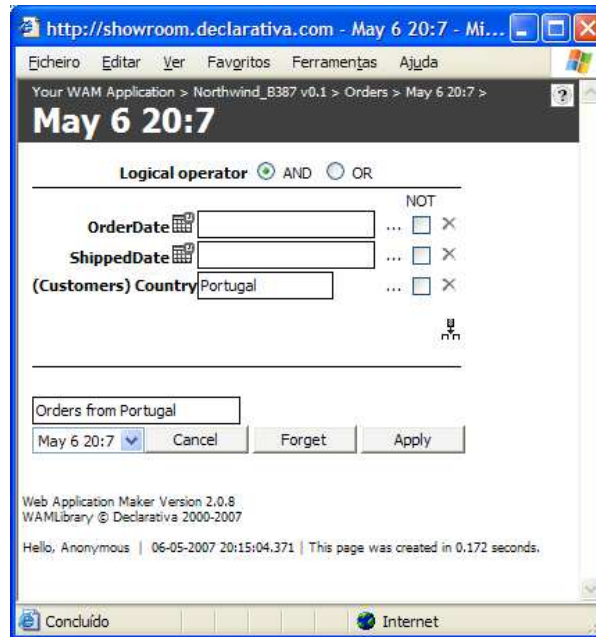 http://showroom.declarativa.com - May 6 20:7 - Mi...
Ficheiro Editar Ver Favoritos Ferramentas Ajuda
Your WAM Application > Northwind_B387 v0.1 > Orders > May 6 20:7 >
?
May 6 20:7
Logical operator AND OR
NOT
OrderDate ...
ShippedDate ...
(Customers) Country Portugal ...
Orders from Portugal
May 6 20:7 Cancel Forget Apply
Web Application Maker Version 2.0.8
WAMLibrary © Declarativa 2000-2007
Hello, Anonymous | 06-05-2007 20:15:04.371 | This page was created in 0.172 seconds.
Concluído Internet